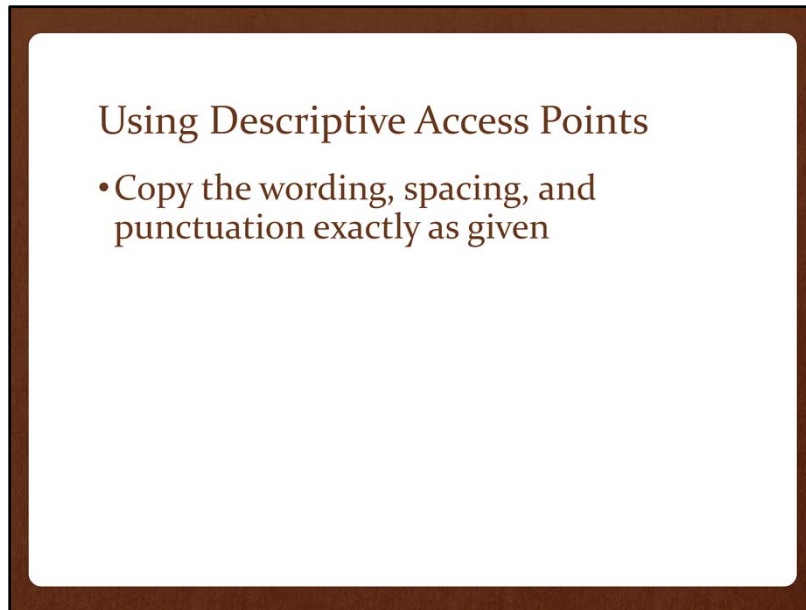 Using Descriptive Access Points
•Copy the wording, spacing, and
punctuation exactly as given